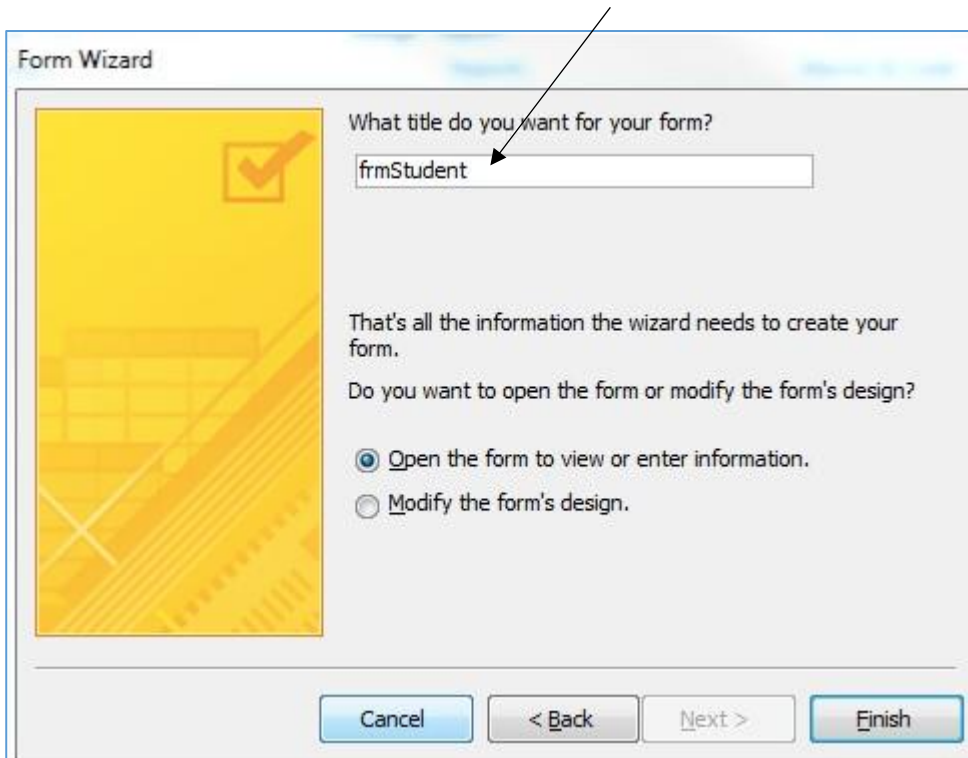 Form Wizard
What title do you want for your form?
frmStudent
That's all the information the wizard needs to create your
form.
Do you want to open the form or modify the form's design?
Open the form to view or enter information.
Modify the form's design.
Cancel
< Back
Next >
Finish